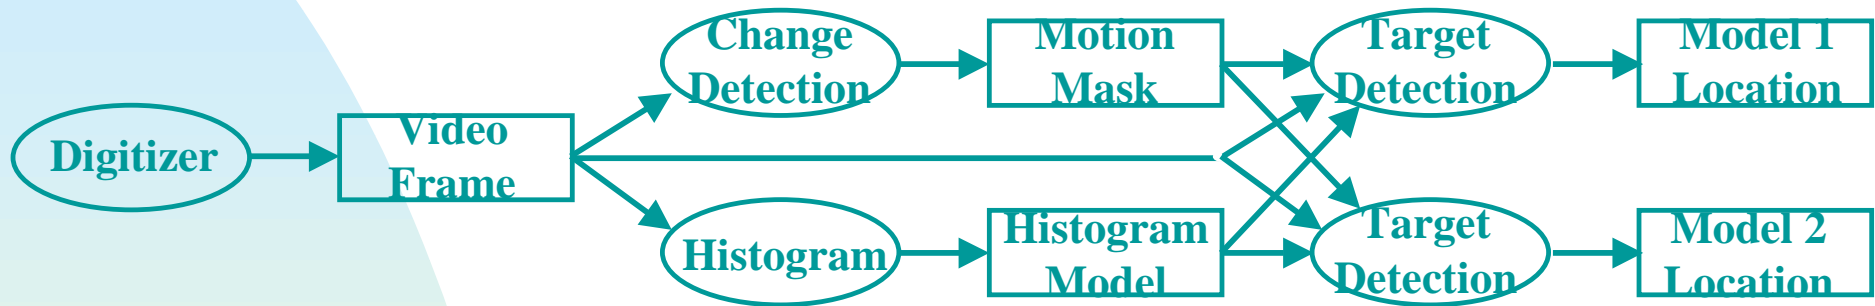 Digitizer
Video
Frame
Change
Detection
Histogram
Motion
Mask
Histogram
Model
Target
Detection
Target
Detection
Model 1
Location
Model 2
Location